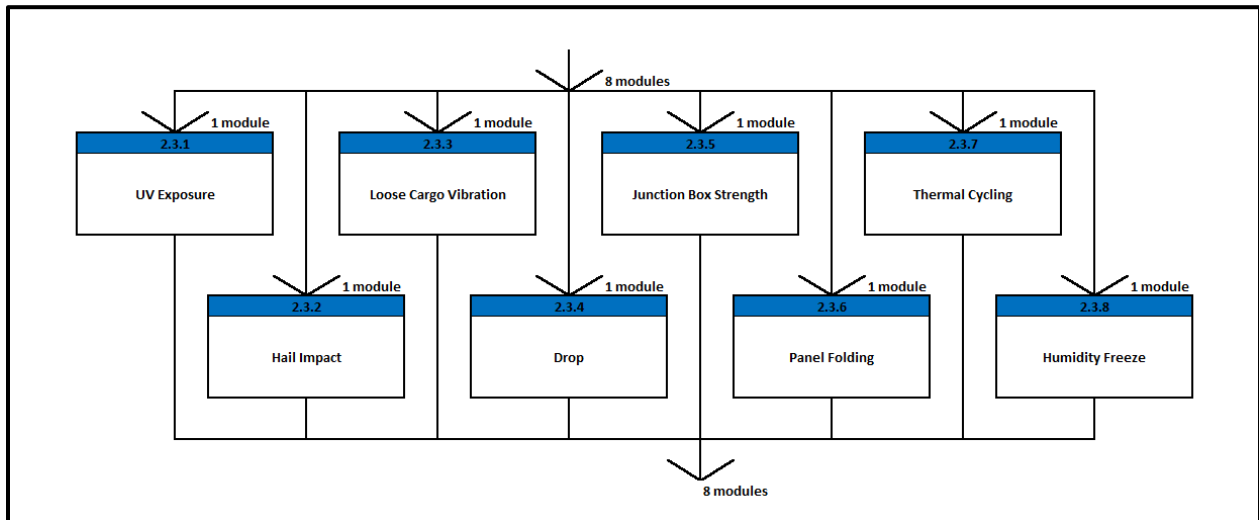 8 modules
1 module
2.3.1
UV Exposure
1 module
2.3.3
Loose Cargo Vibration
1 module
2.3.5
Junction Box Strength
1 module
2.3.7
Thermal Cycling
1 module
2.3.2
Hail Impact
1 module
2.3.4
Drop
1 module
2.3.6
Panel Folding
1 module
2.3.8
Humidity Freeze
8 modules